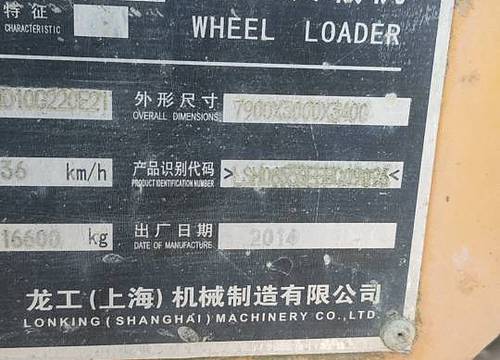 特征
CHARACTERISTIC
WHEEL LOADER
外形尺寸 7900X3000X3400
OVERALL DIMENSIONS
36 km/h
产品识别代码
PRODUCT IDENTIFICATION NUMBER
16600 kg
出厂日期 2014
DATE OF MANUFACTURE
龙工(上海)机械制造有限公司
LONKING (SHANGHAI) MACHINERY CO.,LTD.